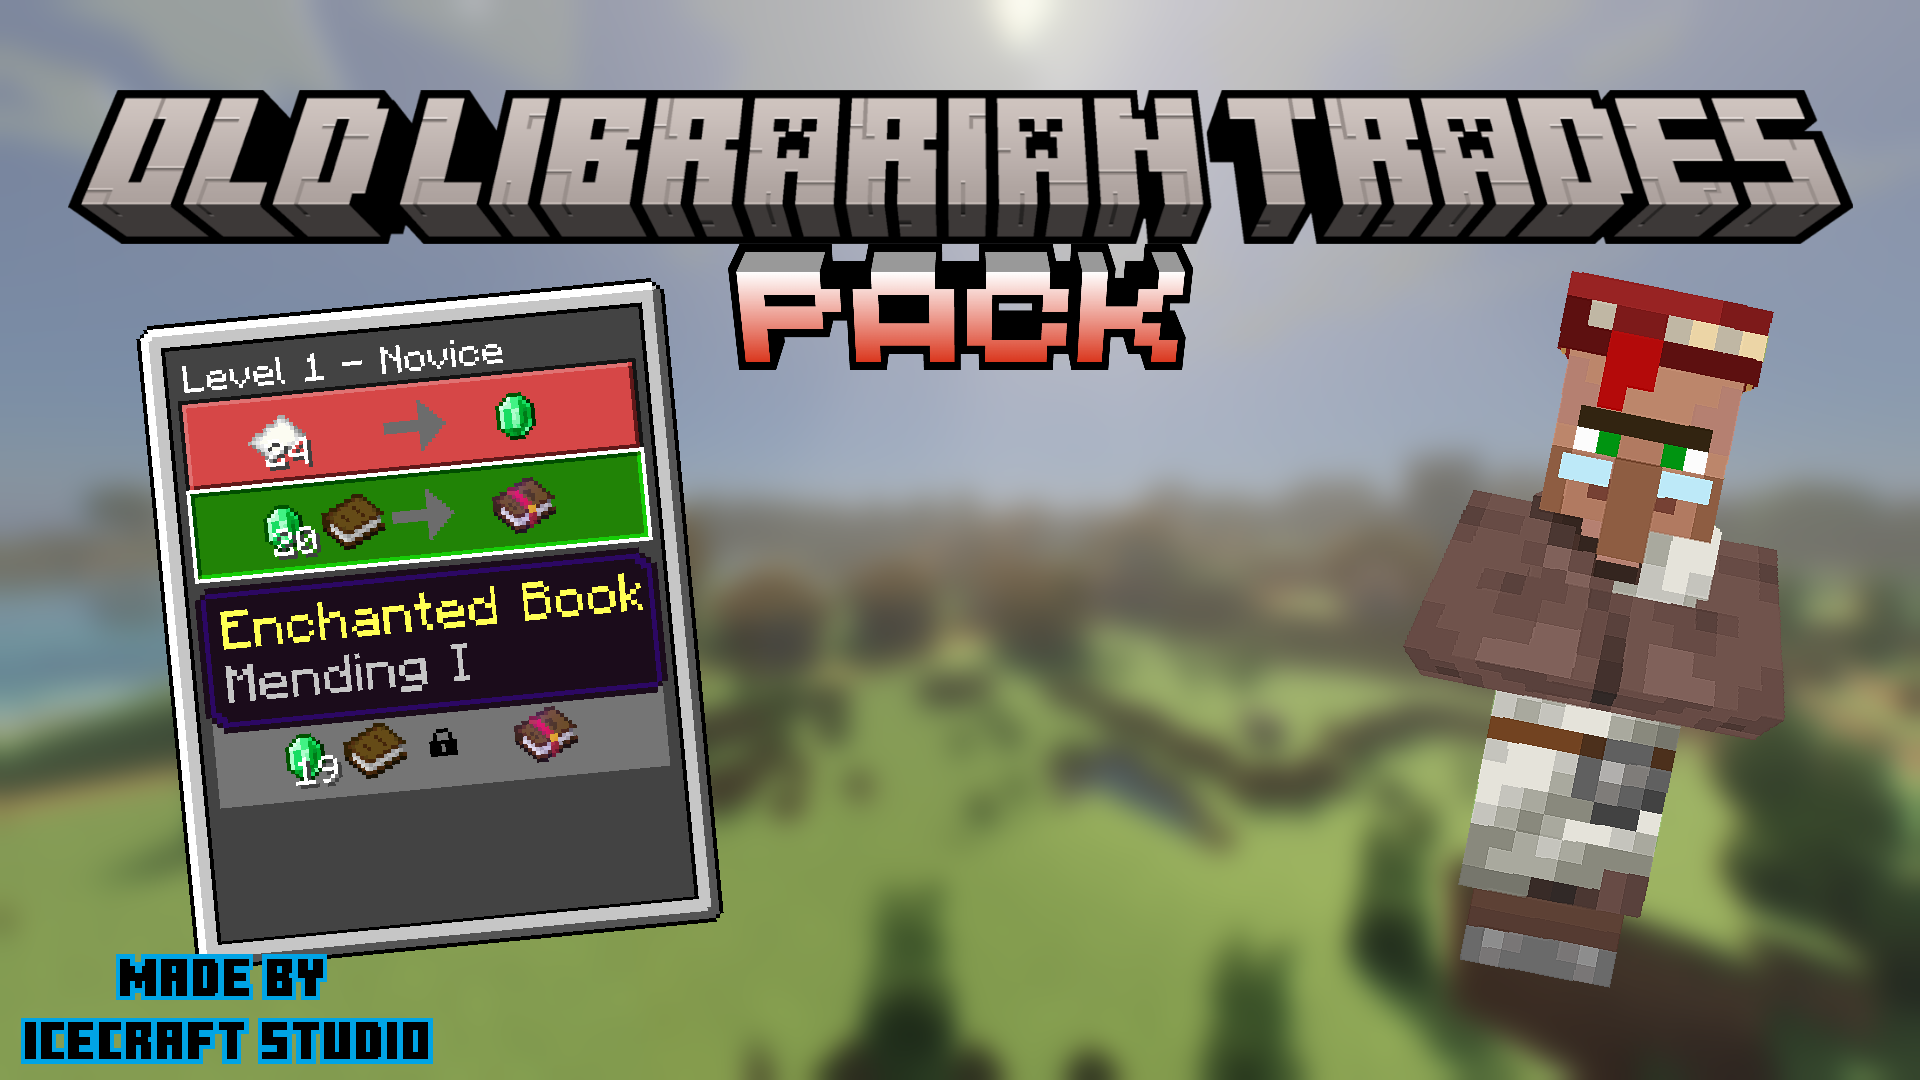 OLD LIBRARIAN TRADES
PACK
Level 1 - Novice
24
20
Enchanted Book
Mending I
19
MADE BY
ICECRAFT STUDIO